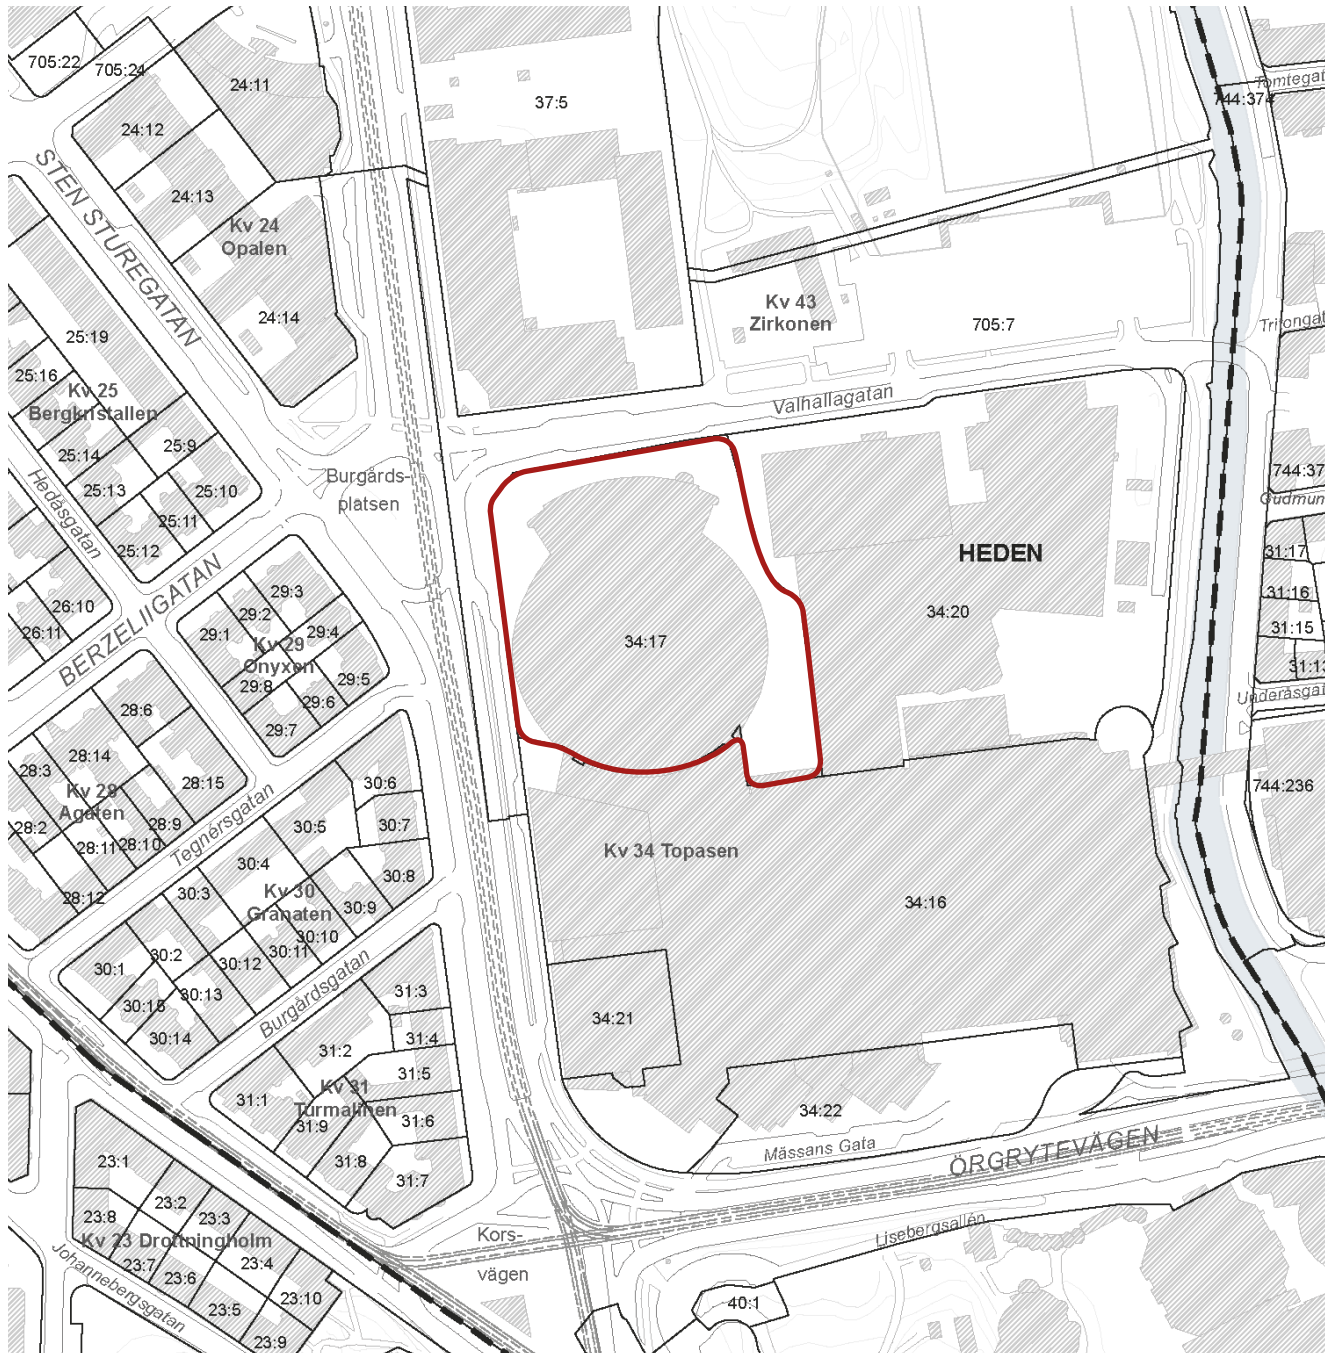 705:22
705:24
24:11
37:5
744:374
Tomtegat
24:12
24:13
STEN STUREGATAN
Kv 24
Opalen
24:14
Kv 43
Zirkonen
705:7
Tritongat
25:19
25:16
Kv 25
Bergkristallen
Valhallagatan
25:14
25:9
25:13
25:10
25:11
25:12
Hedåsgatan
Burgårds-
platsen
744:37
Gudmun
HEDEN
31:17
BERZELIIGATAN
26:10
26:11
29:3
29:2
29:1
29:4
Kv 29
Onyxen
29:5
29:8
29:6
29:7
34:17
34:20
31:16
31:15
31:13
Underåsgat
28:6
28:14
28:3
28:15
Kv 28
Agaten
28:2
28:9
28:11
28:10
28:12
Tegnérsgatan
30:6
30:5
30:7
744:236
Kv 34 Topasen
30:4
30:3
30:8
Kv 30
Granaten
30:9
30:10
30:11
30:2
30:12
30:1
30:13
30:15
30:14
Burgårdsgatan
34:16
31:3
34:21
31:4
31:2
31:5
Kv 31
Turmalinen
31:1
31:6
31:9
34:22
Mässans Gata
ÖRGRYTEVÄGEN
31:8
31:7
23:1
23:2
23:3
23:8
Kv 23 Drottningholm
23:4
23:7
23:6
23:5
23:10
23:9
Johannebergsgatan
Kors-
vägen
Lisebergsallén
40:1